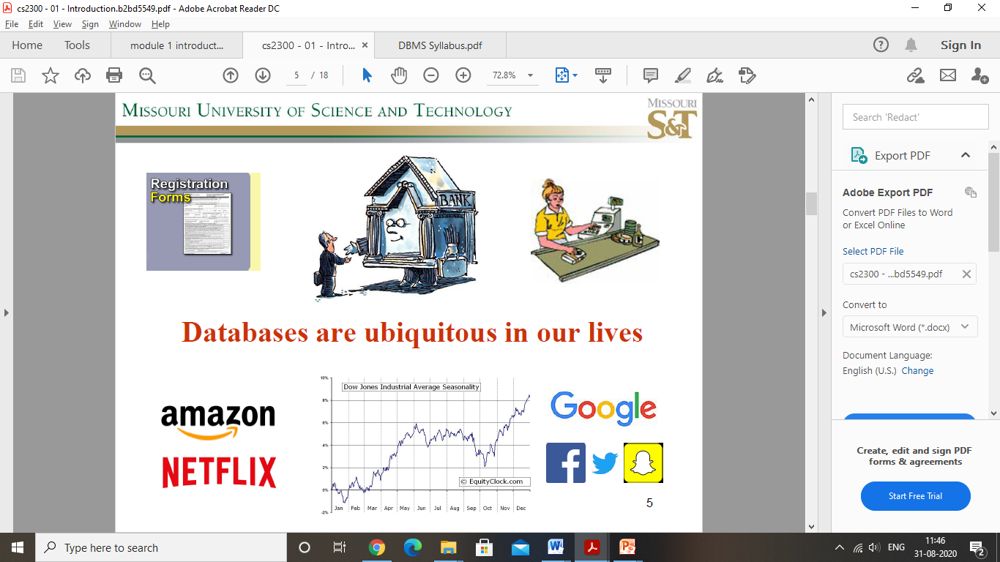 cs2300 - 01 - Introduction.b2bd5549.pdf - Adobe Acrobat Reader DC
File Edit View Sign Window Help
Home Tools module 1 introduct... cs2300 - 01 - Intro... × DBMS Syllabus.pdf Sign In
5 / 18 72.8%
MISSOURI UNIVERSITY OF SCIENCE AND TECHNOLOGY
MISSOURI
S&T
Registration
Forms
BANK
Databases are ubiquitous in our lives
amazon
NETFLIX
Dow Jones Industrial Average Seasonality
10%
8%
6%
4%
2%
0%
-2%
© EquityClock.com
Jan Feb Mar Apr May Jun Jul Aug Sep Oct Nov Dec
Google
f
5
Search 'Redact'
Export PDF
Adobe Export PDF
Convert PDF Files to Word
or Excel Online
Select PDF File
cs2300 - ...bd5549.pdf
Convert to
Microsoft Word (*.docx)
Document Language:
English (U.S.) Change
Create, edit and sign PDF
forms & agreements
Start Free Trial
Type here to search
W
P
ENG
11:46
31-08-2020
2